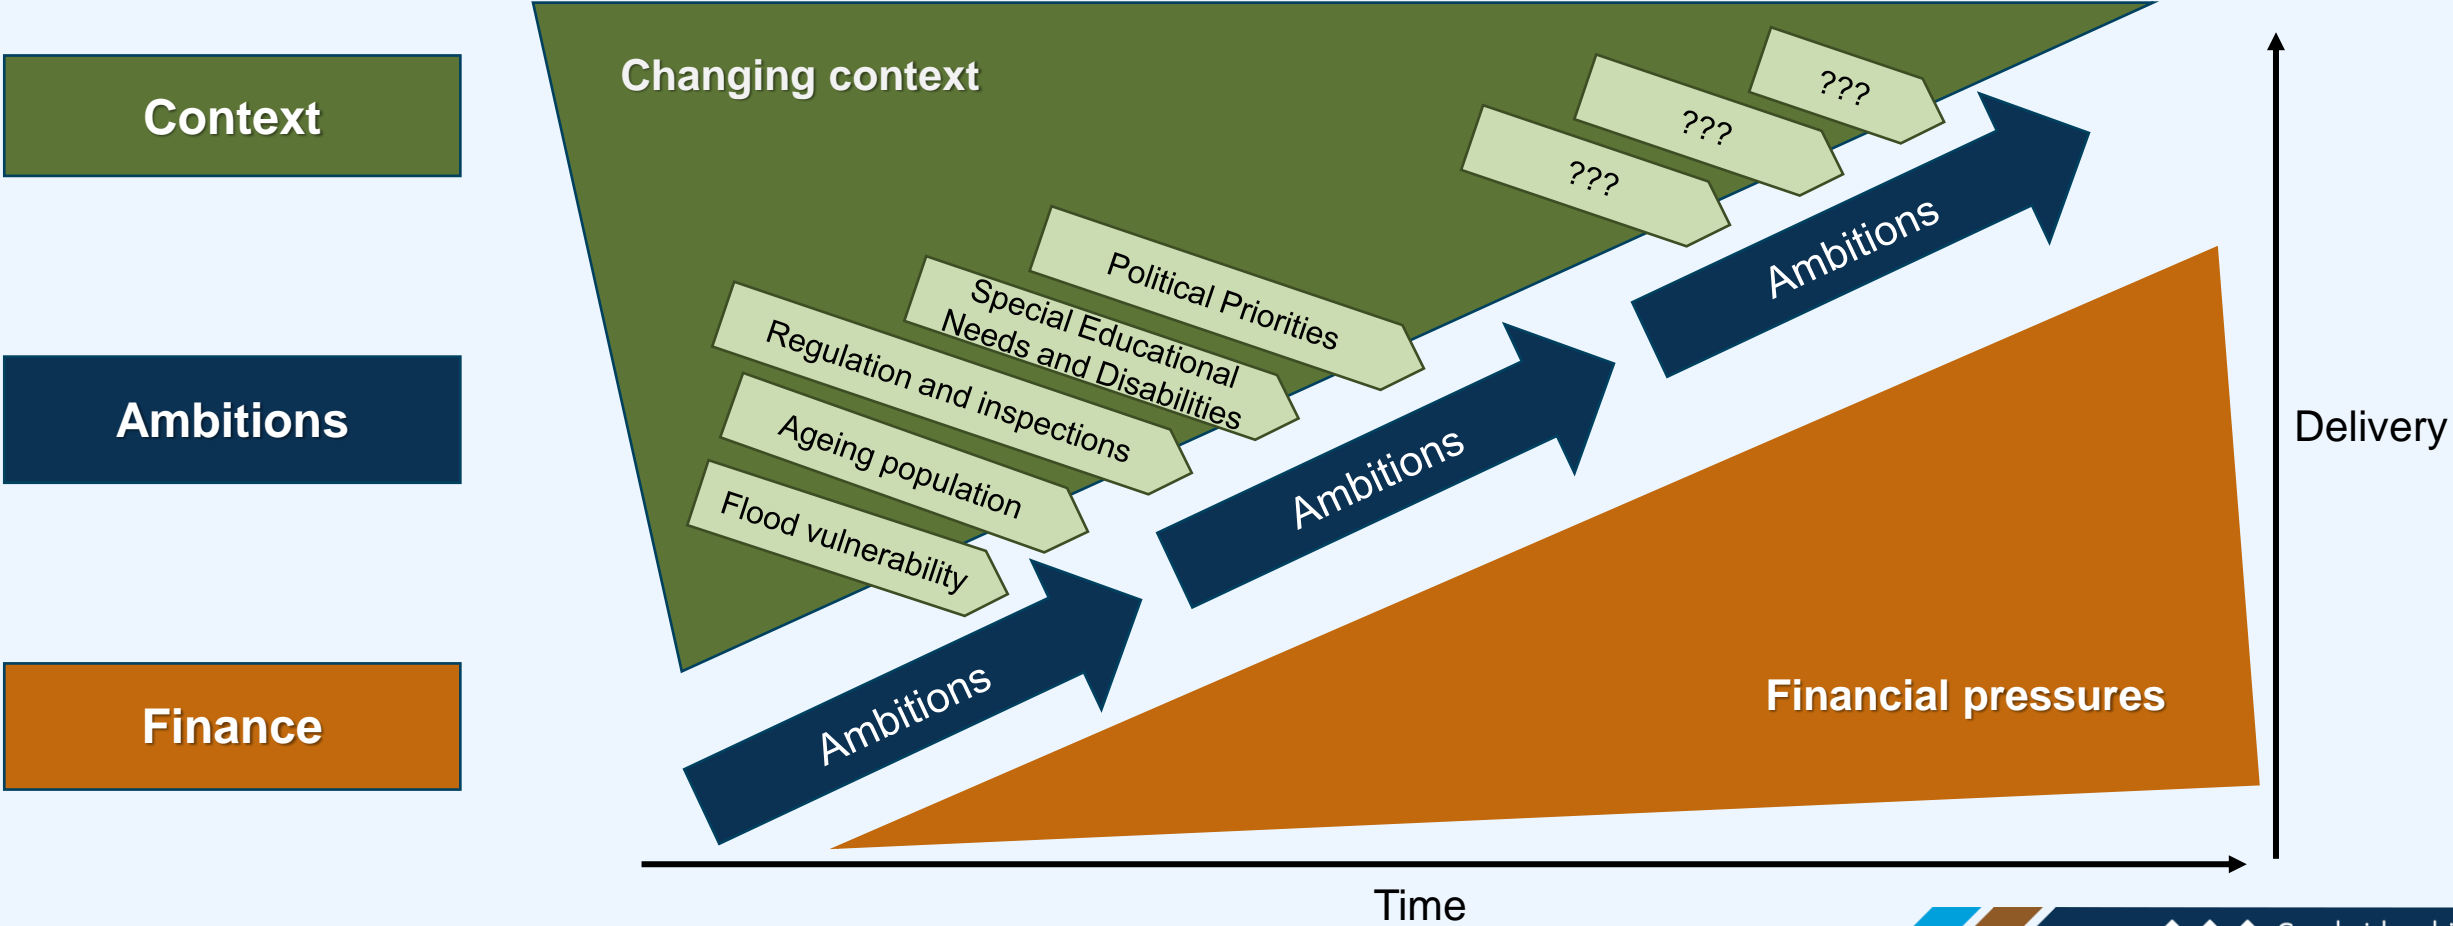 Context
Ambitions
Finance
Changing context
???
???
???
Political Priorities
Special Educational
Needs and Disabilities
Regulation and inspections
Ageing population
Flood vulnerability
Ambitions
Ambitions
Ambitions
Financial pressures
Delivery
Time